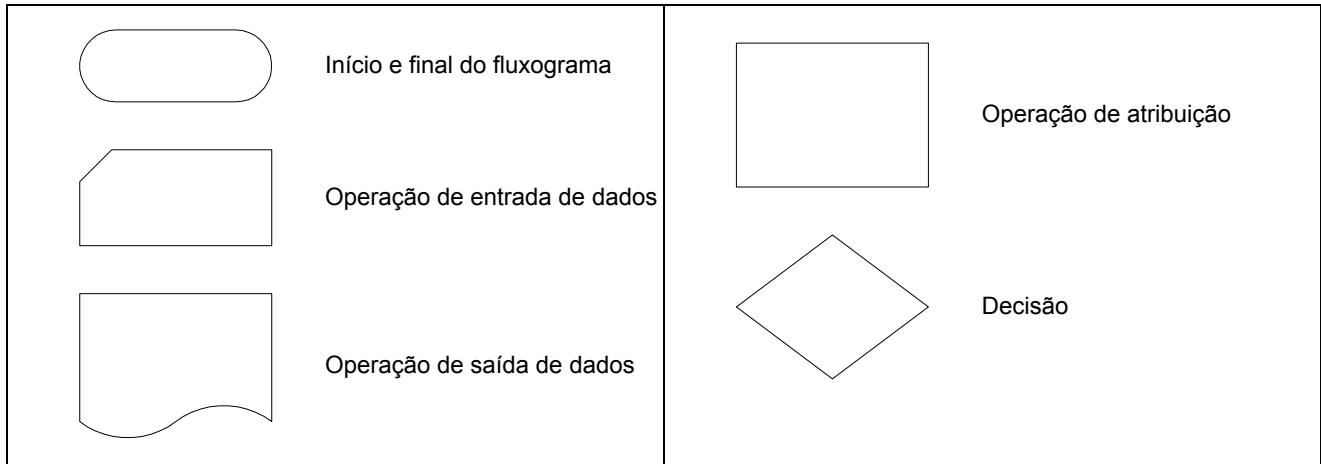 Início e final do fluxograma
Operação de entrada de dados
Operação de saída de dados
Operação de atribuição
Decisão